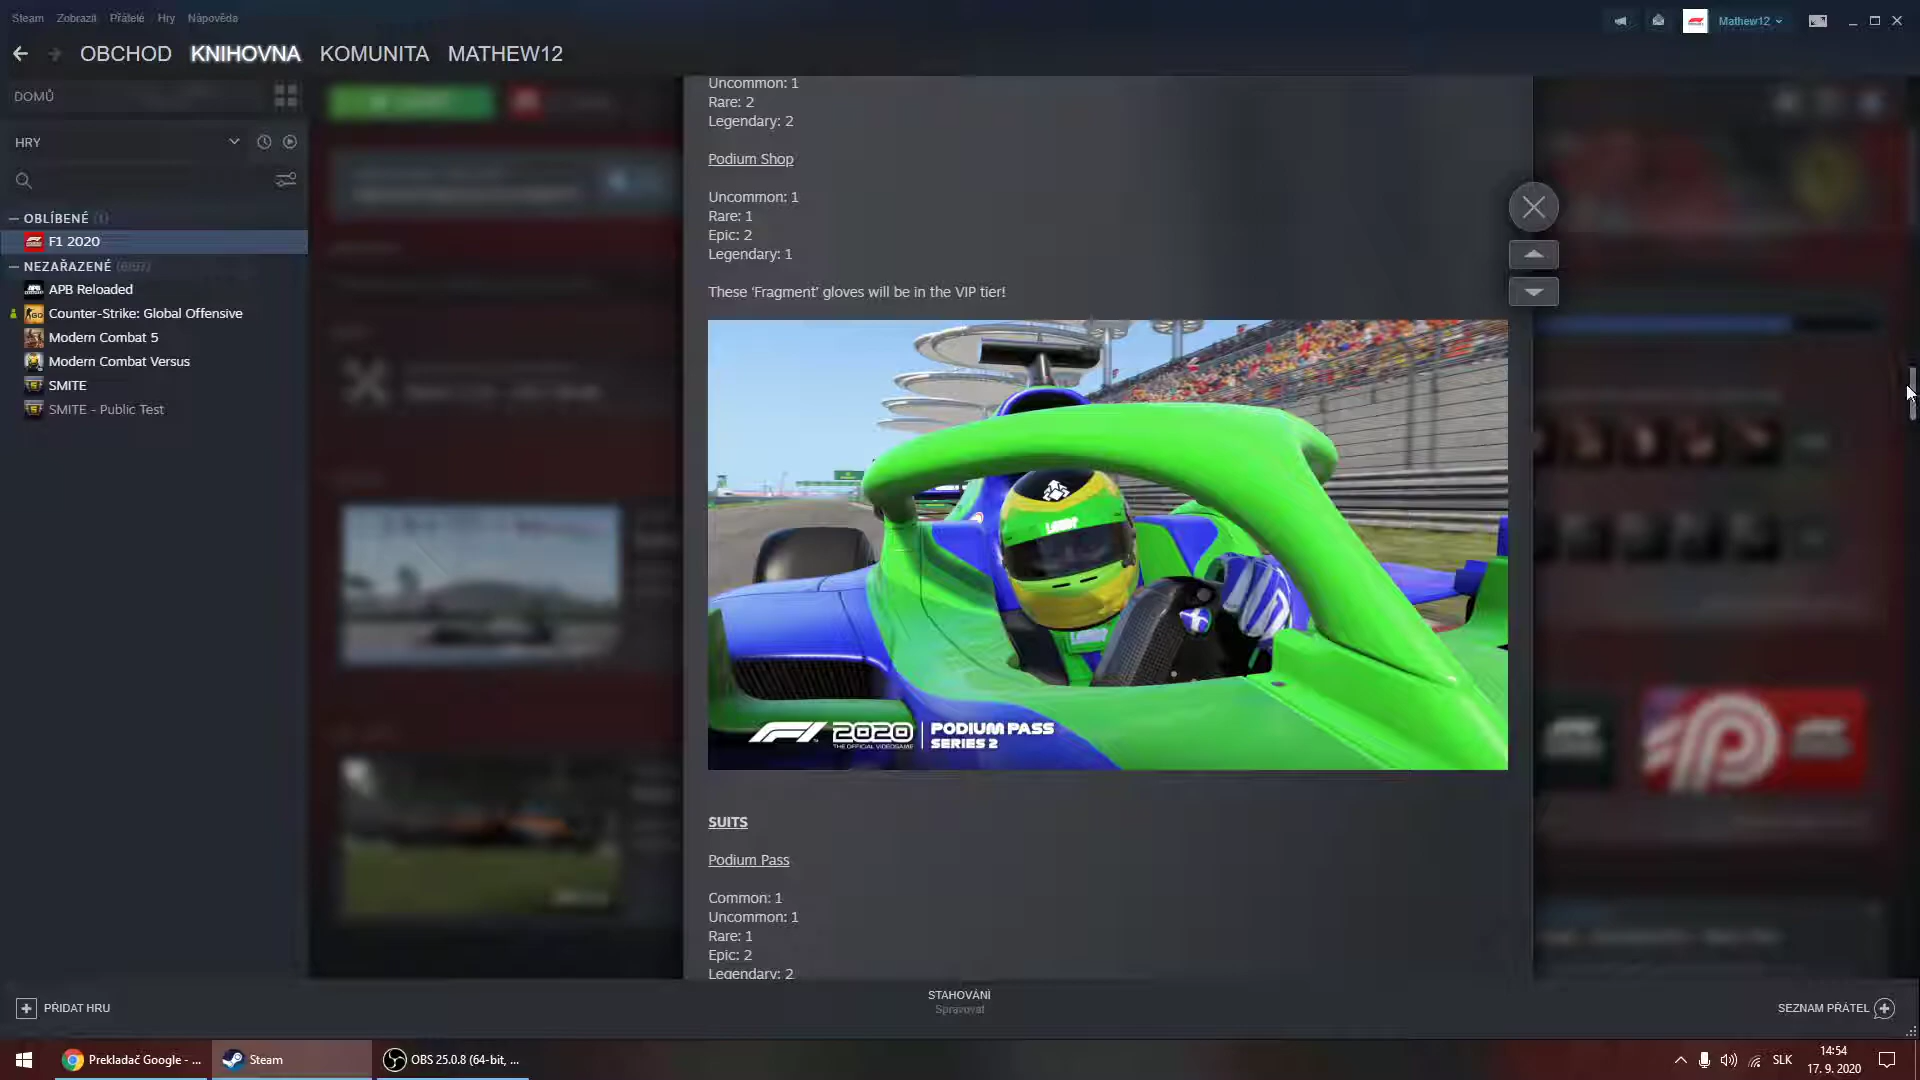 Steam Zobrazil Přátelé Hry Nápověda
Mathew12
OBCHOD KNIHOVNA KOMUNITA MATHEW12
DOMŮ
HRY
OBLÍBENÉ (1)
F1 2020
NEZAŘAZENÉ
APB Reloaded
Counter-Strike: Global Offensive
Modern Combat 5
Modern Combat Versus
SMITE
SMITE - Public Test
Uncommon: 1
Rare: 2
Legendary: 2
Podium Shop
Uncommon: 1
Rare: 1
Epic: 2
Legendary: 1
These ‘Fragment’ gloves will be in the VIP tier!
F1 2020 PODIUM PASS
THE OFFICIAL VIDEOGAME SERIES 2
SUITS
Podium Pass
Common: 1
Uncommon: 1
Rare: 1
Epic: 2
Legendary: 2
PŘIDAT HRU
STAHOVÁNÍ
Spravovat
SEZNAM PŘÁTEL
Prekladač Google - ...
Steam
OBS 25.0.8 (64-bit, ...
SLK
14:54
17. 9. 2020